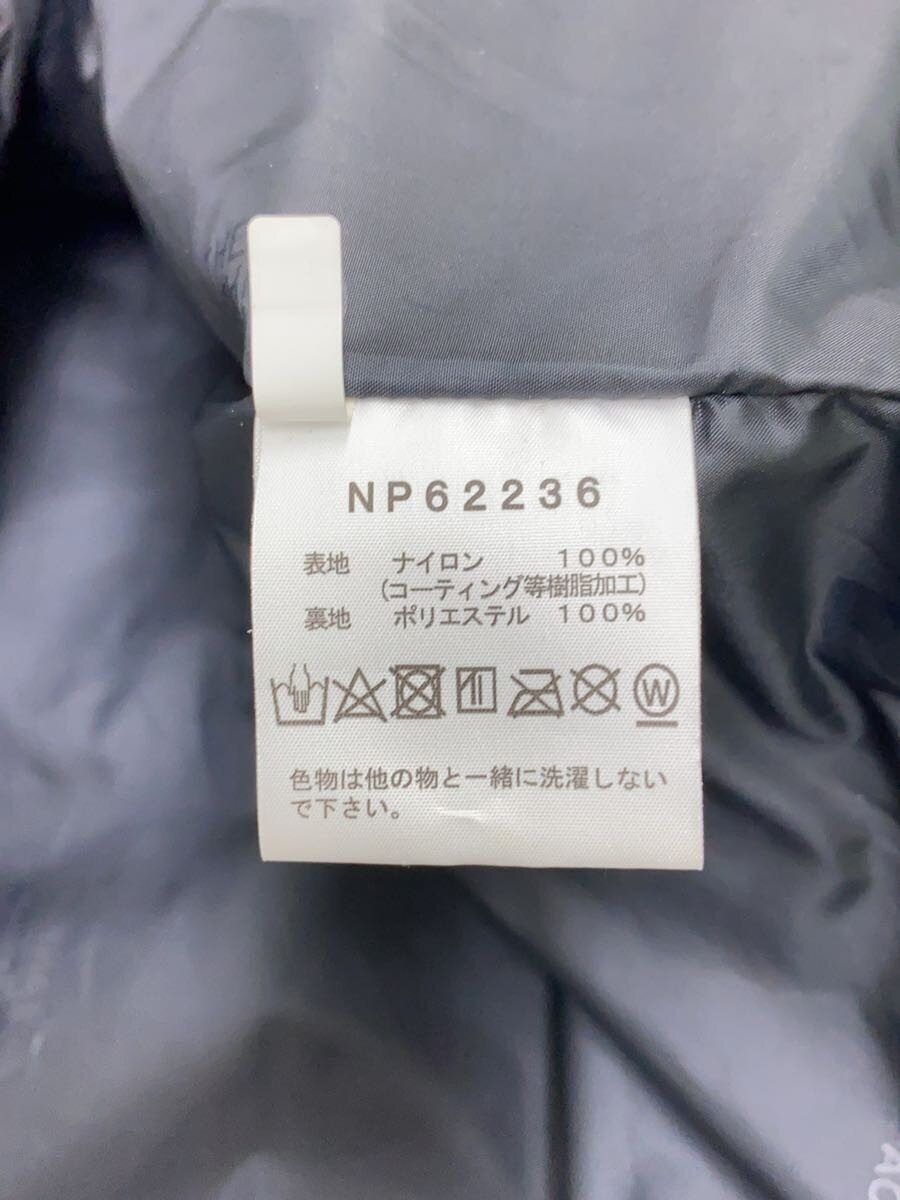 NP62236
表地 ナイロン 100%
(コーティング等樹脂加工)
裏地 ポリエステル 100%
W
色物は他の物と一緒に洗濯しない
で下さい。